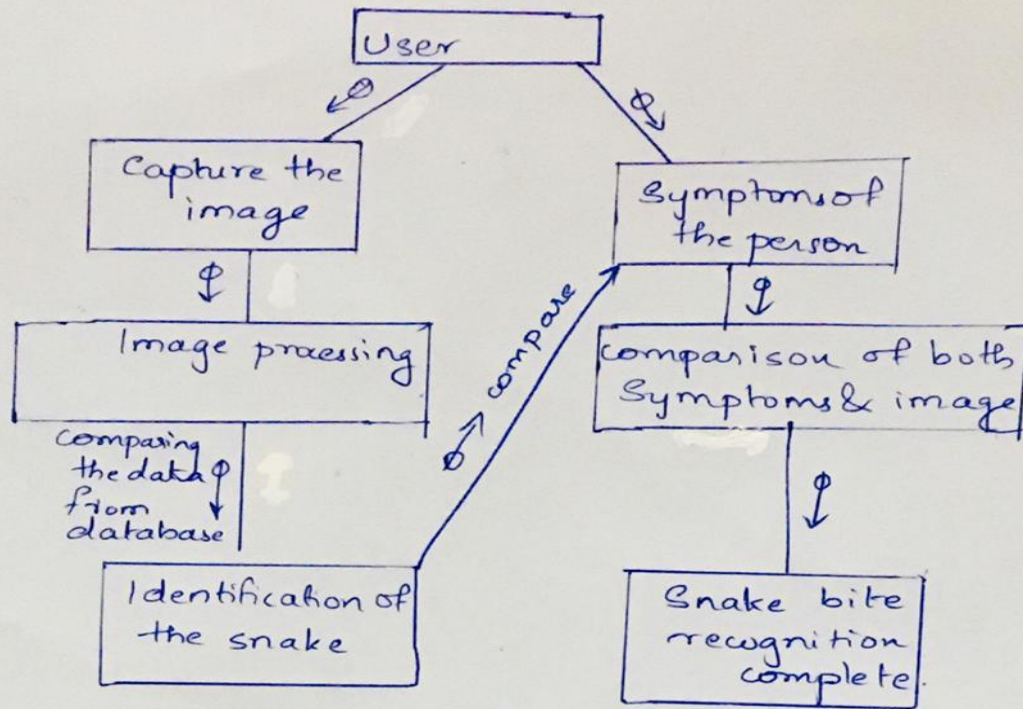 User
Capture the
image
Symptoms of
the person
Image processing
compare
Comparison of both
Symptoms & image
Comparing
the data
from
database
Identification of
the snake
Snake bite
recognition
complete.